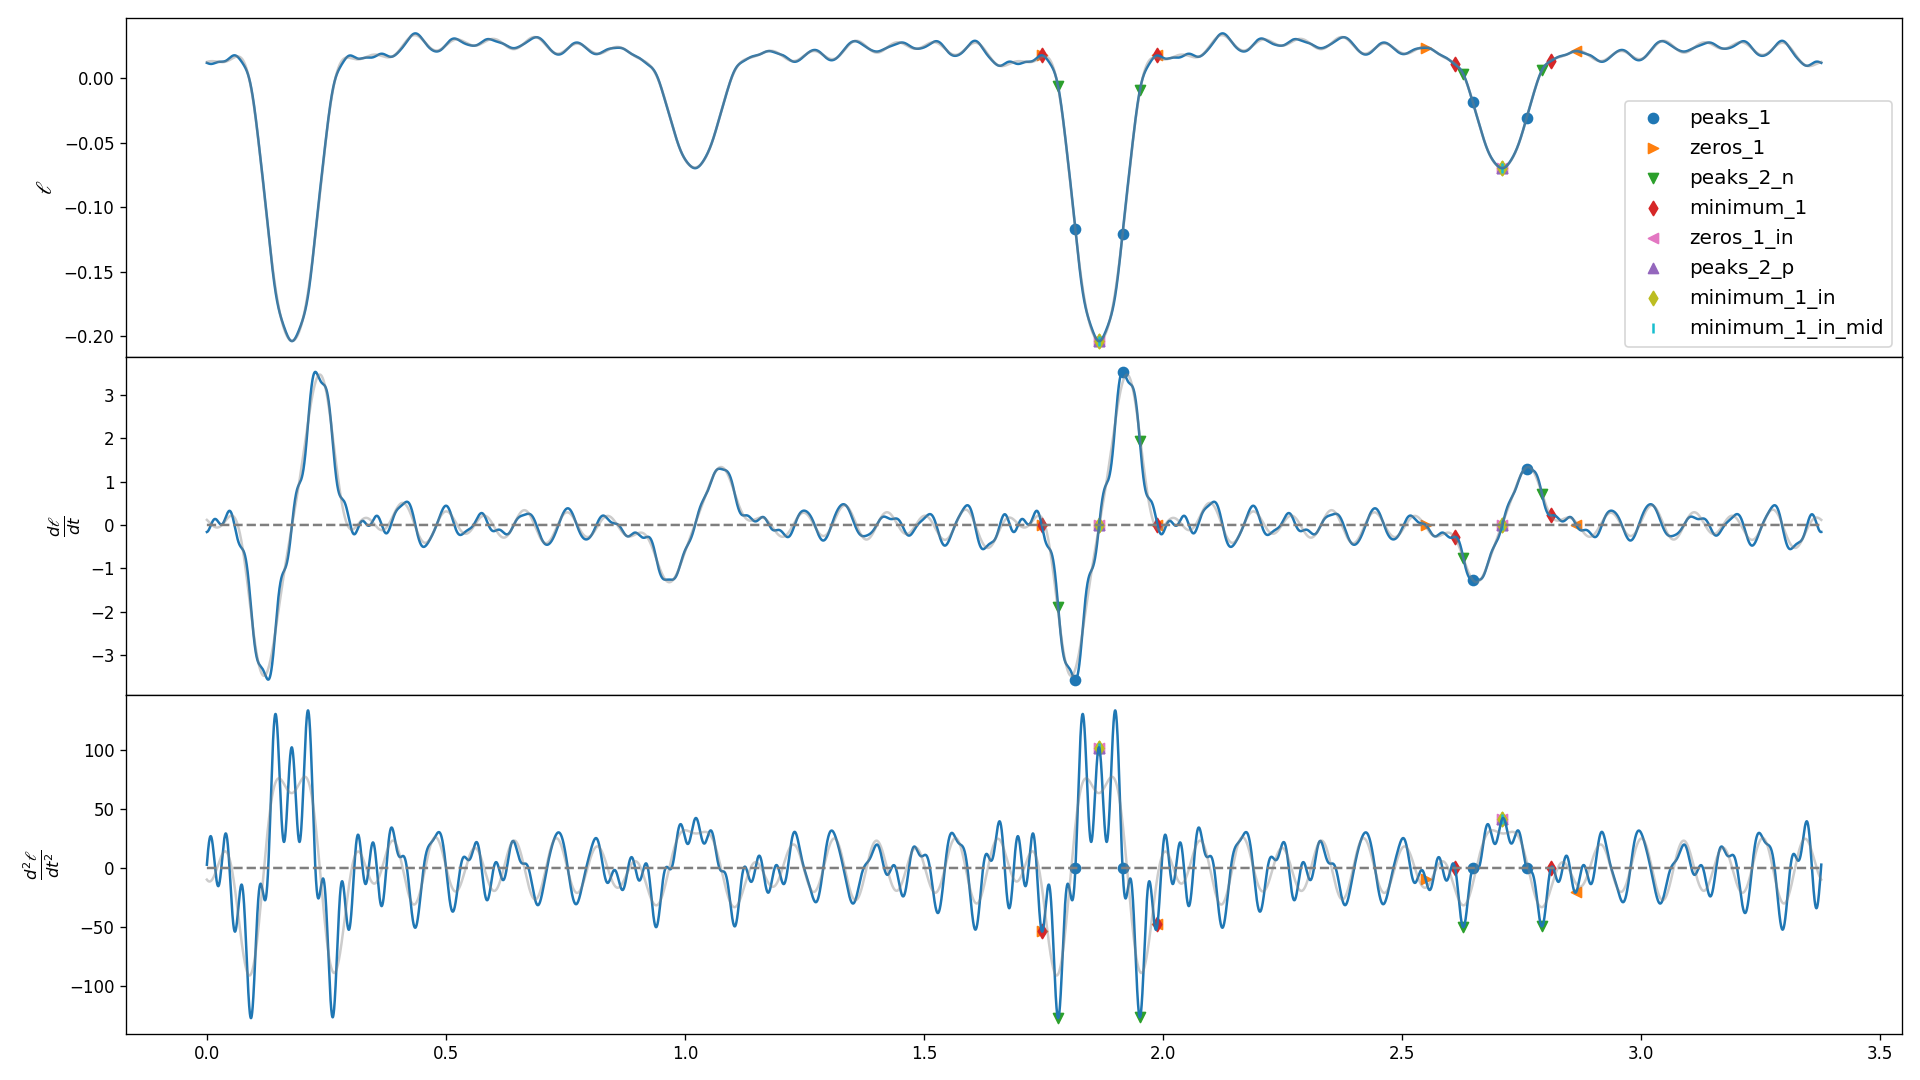 0.00
−0.05
−0.10
−0.15
−0.20
ℓ
peaks_1
zeros_1
peaks_2_n
minimum_1
zeros_1_in
peaks_2_p
minimum_1_in
minimum_1_in_mid
3
2
1
0
−1
−2
−3
dℓ/dt
100
50
0
−50
−100
d²ℓ/dt²
0.0 0.5 1.0 1.5 2.0 2.5 3.0 3.5